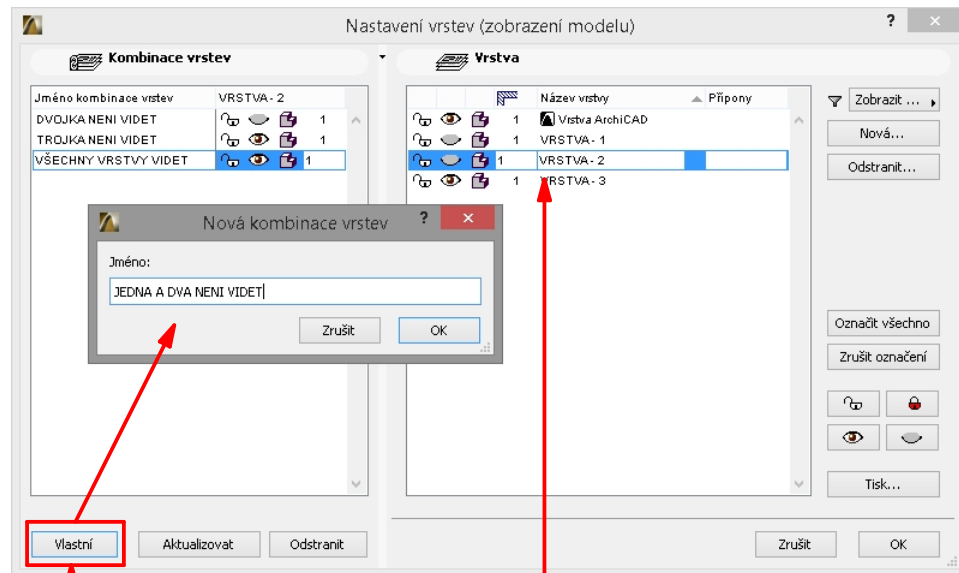 Nastavení vrstev (zobrazení modelu)
?
×
Kombinace vrstev
Vrstva
Jméno kombinace vrstev VRSTVA - 2
DVOJKA NENI VIDET 1
TROJKA NENI VIDET 1
VŠECHNY VRSTVY VIDET 1
Název vrstvy Přípony
1 Vrstva ArchiCAD
1 VRSTVA - 1
1 VRSTVA - 2
1 VRSTVA - 3
Zobrazit ...
Nová...
Odstranit...
Nová kombinace vrstev
?
×
Jméno:
JEDNA A DVA NENI VIDET
Zrušit
OK
Označit všechno
Zrušit označení
Tisk...
Vlastní
Aktualizovat
Odstranit
Zrušit
OK